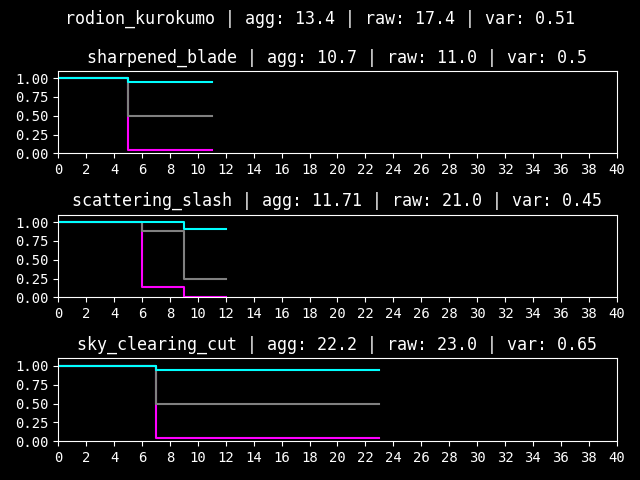 rodion_kurokumo | agg: 13.4 | raw: 17.4 | var: 0.51
sharpened_blade | agg: 10.7 | raw: 11.0 | var: 0.5
1.00
0.75
0.50
0.25
0.00
0 2 4 6 8 10 12 14 16 18 20 22 24 26 28 30 32 34 36 38 40
scattering_slash | agg: 11.71 | raw: 21.0 | var: 0.45
1.00
0.75
0.50
0.25
0.00
0 2 4 6 8 10 12 14 16 18 20 22 24 26 28 30 32 34 36 38 40
sky_clearing_cut | agg: 22.2 | raw: 23.0 | var: 0.65
1.00
0.75
0.50
0.25
0.00
0 2 4 6 8 10 12 14 16 18 20 22 24 26 28 30 32 34 36 38 40